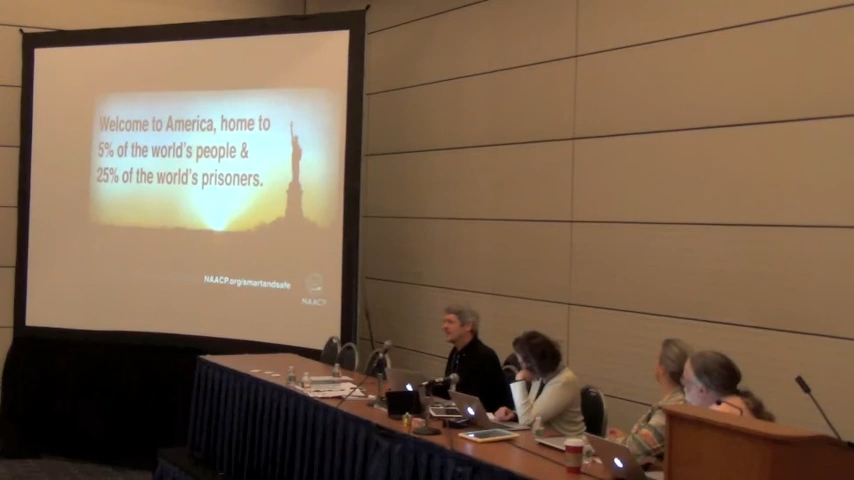 Welcome to America, home to
5% of the world's people &
25% of the world's prisoners.
NAACP.org/smartandsafe
NAACP